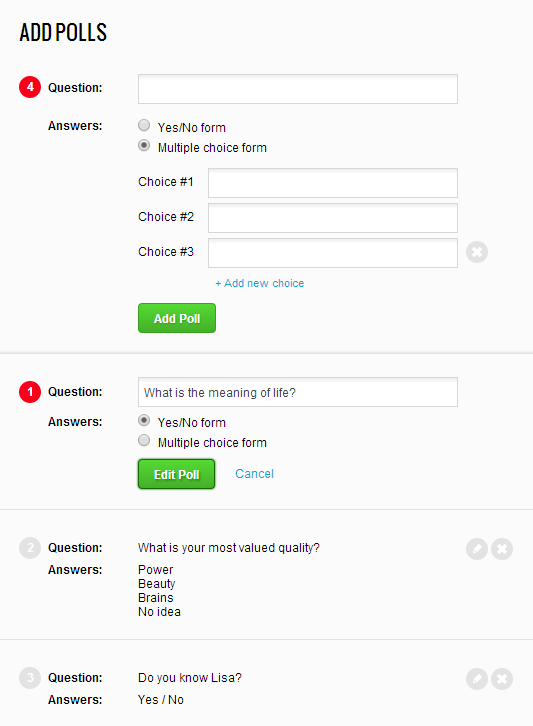 ADD POLLS
4 Question:
Answers: Yes/No form
Multiple choice form
Choice #1
Choice #2
Choice #3
+ Add new choice
Add Poll
1 Question: What is the meaning of life?
Answers: Yes/No form
Multiple choice form
Edit Poll Cancel
2 Question: What is your most valued quality?
Answers: Power
Beauty
Brains
No idea
3 Question: Do you know Lisa?
Answers: Yes / No